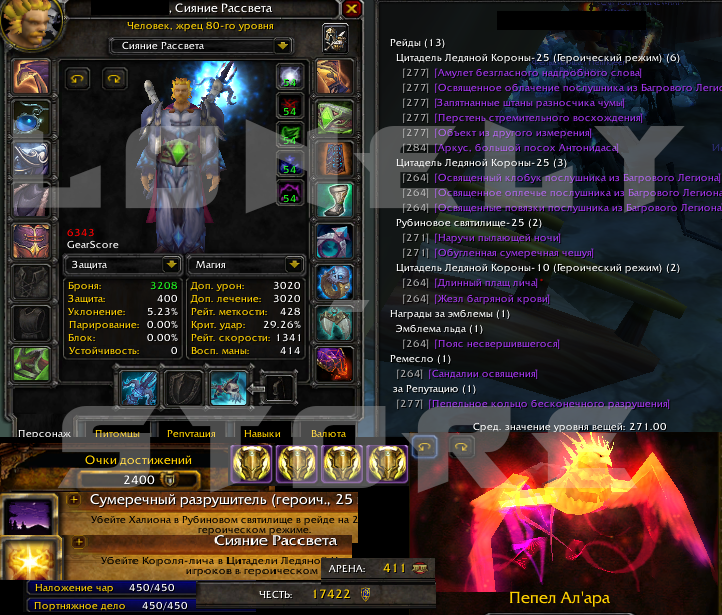 , Сияние Рассвета
Человек, жрец 80-го уровня
Сияние Рассвета
54
54
54
54
54
6343
GearScore
Защита
Магия
Броня: 3208
Защита: 400
Уклонение: 5.23%
Парирование: 0.00%
Блок: 0.00%
Устойчивость: 0
Доп. урон: 3020
Доп. лечение: 3020
Рейт. меткости: 428
Крит. удар: 29.26%
Рейт. скорости: 1341
Восп. маны: 414
Персонаж Питомцы Репутация Навыки Валюта
Рейды (13)
Цитадель Ледяной Короны-25 (Героический режим) (6)
[277] [Амулет безгласного надгробного слова]
[277] [Освященное облачение послушника из Багрового Легиона
[277] [Запятнанные штаны разносчика чумы]
[277] [Перстень стремительного восхождения]
[277] [Объект из другого измерения]
[284] [Аркус, большой посох Антонидаса]
Цитадель Ледяной Короны-25 (3)
[264] [Освященный клобук послушника из Багрового Легиона]
[264] [Освященное оплечье послушника из Багрового Легиона
[264] [Освященные повязки послушника из Багрового Легиона
Рубиновое святилище-25 (2)
[271] [Наручи пылающей ночи]
[271] [Обугленная сумеречная чешуя]
Цитадель Ледяной Короны-10 (Героический режим) (2)
[264] [Длинный плащ лича]
[264] [Жезл багряной крови]
Награды за эмблемы (1)
Эмблема льда (1)
[264] [Пояс несвершившегося]
Ремесло (1)
[264] [Сандалии освящения]
за Репутацию (1)
[277] [Пепельное кольцо бесконечного разрушения]
Сред. значение уровня вещей: 271.00
LDUORY
SYORC
Очки достижений
2400
Сумеречный разрушитель (героич., 25
Убейте Халиона в Рубиновом святилище в рейде на 2
героическом режиме.
Сияние Рассвета
Убейте Короля-лича в Цитадели Ледяной
игроков в героическом
АРЕНА: 411
ЧЕСТЬ: 17422
Наложение чар 450/450
Портняжное дело 450/450
Пепел Ал'ара